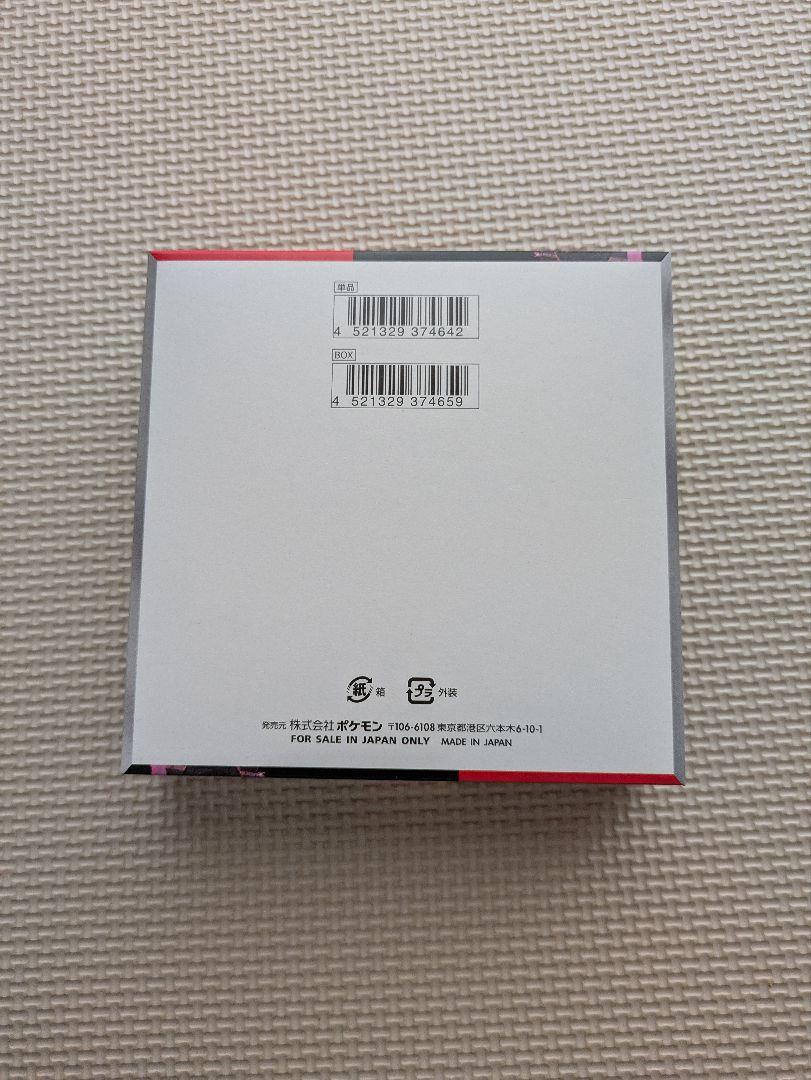 単品
4 521329 374642
BOX
4 521329 374659
紙 箱 プラ 外装
発売元 株式会社ポケモン 〒106-6108 東京都港区六本木6-10-1
FOR SALE IN JAPAN ONLY MADE IN JAPAN